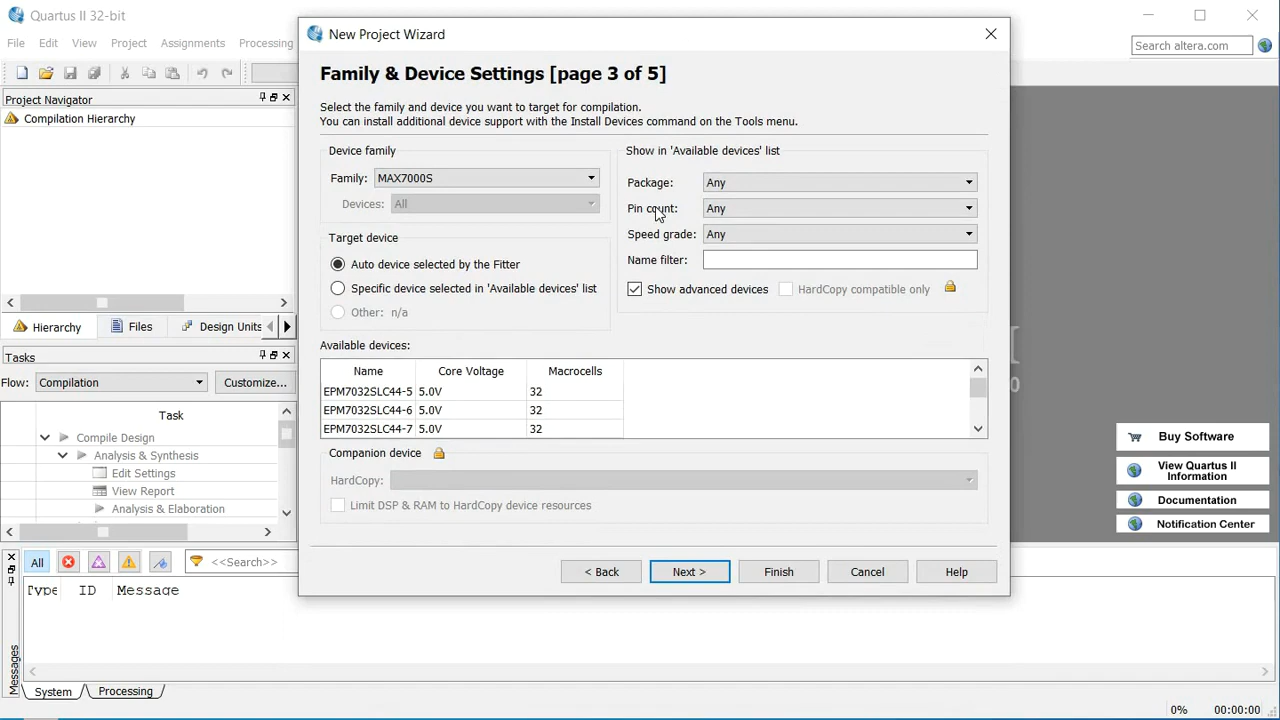 Quartus II 32-bit
File Edit View Project Assignments Processing
Search altera.com
Project Navigator
Compilation Hierarchy
Hierarchy Files Design Units
Tasks
Flow: Compilation Customize...
Task
Compile Design
Analysis & Synthesis
Edit Settings
View Report
Analysis & Elaboration
New Project Wizard
Family & Device Settings [page 3 of 5]
Select the family and device you want to target for compilation.
You can install additional device support with the Install Devices command on the Tools menu.
Device family
Family: MAX7000S
Devices: All
Target device
Auto device selected by the Fitter
Specific device selected in 'Available devices' list
Other: n/a
Show in 'Available devices' list
Package: Any
Pin count: Any
Speed grade: Any
Name filter:
Show advanced devices HardCopy compatible only
Available devices:
Name Core Voltage Macrocells
EPM7032SLC44-5 5.0V 32
EPM7032SLC44-6 5.0V 32
EPM7032SLC44-7 5.0V 32
Companion device
HardCopy:
Limit DSP & RAM to HardCopy device resources
< Back Next > Finish Cancel Help
Buy Software
View Quartus II
Information
Documentation
Notification Center
All <<Search>>
Type ID Message
Messages
System Processing
0% 00:00:00